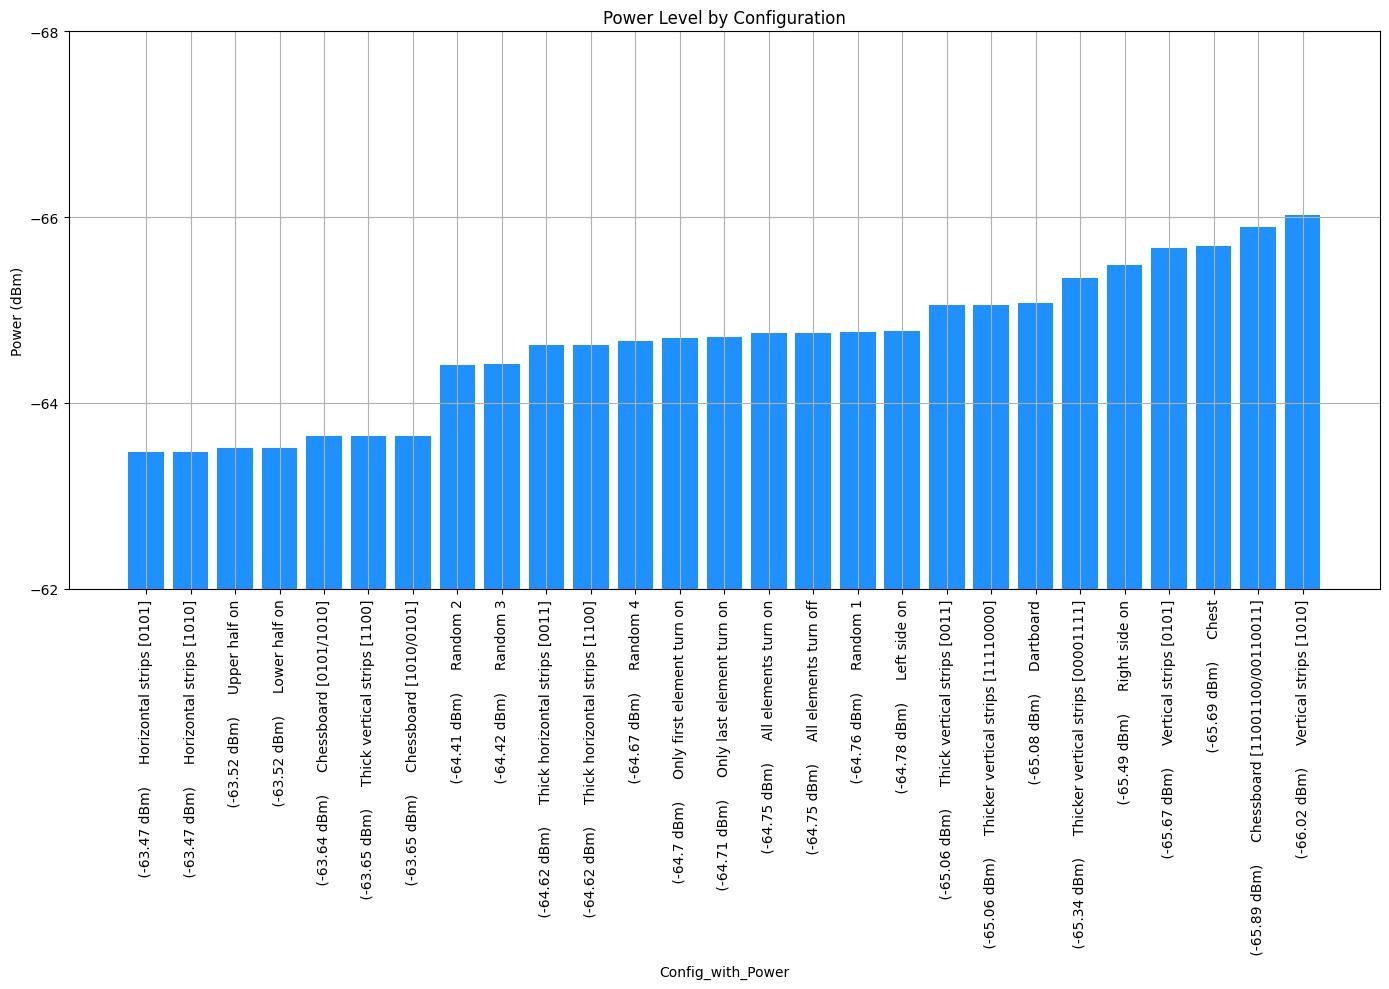 Power Level by Configuration
−68
−66
−64
−62
Power (dBm)
(-63.47 dBm) Horizontal strips [0101]
(-63.47 dBm) Horizontal strips [1010]
(-63.52 dBm) Upper half on
(-63.52 dBm) Lower half on
(-63.64 dBm) Chessboard [0101/1010]
(-63.65 dBm) Thick vertical strips [1100]
(-63.65 dBm) Chessboard [1010/0101]
(-64.41 dBm) Random 2
(-64.42 dBm) Random 3
(-64.62 dBm) Thick horizontal strips [0011]
(-64.62 dBm) Thick horizontal strips [1100]
(-64.67 dBm) Random 4
(-64.7 dBm) Only first element turn on
(-64.71 dBm) Only last element turn on
(-64.75 dBm) All elements turn on
(-64.75 dBm) All elements turn off
(-64.76 dBm) Random 1
(-64.78 dBm) Left side on
(-65.06 dBm) Thick vertical strips [0011]
(-65.06 dBm) Thicker vertical strips [11110000]
(-65.08 dBm) Dartboard
(-65.34 dBm) Thicker vertical strips [00001111]
(-65.49 dBm) Right side on
(-65.67 dBm) Vertical strips [0101]
(-65.69 dBm) Chest
(-65.89 dBm) Chessboard [11001100/00110011]
(-66.02 dBm) Vertical strips [1010]
Config_with_Power